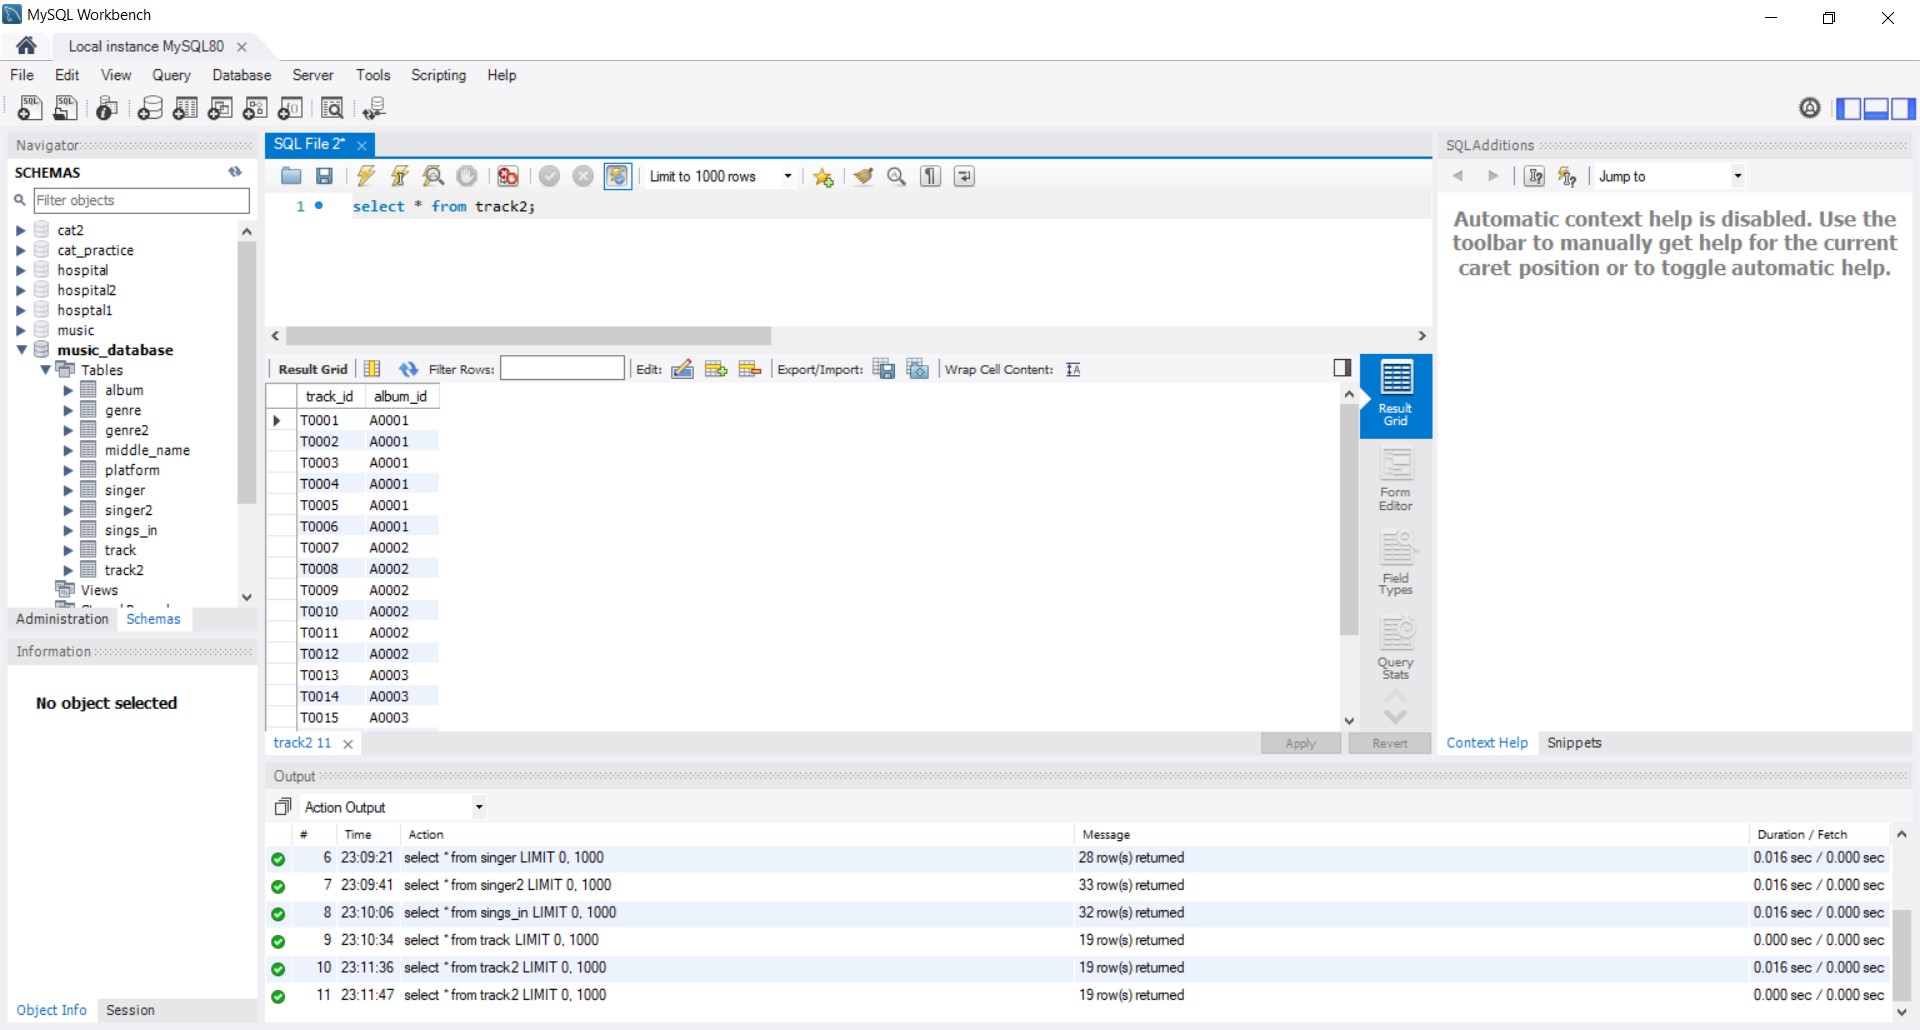 MySQL Workbench
Local instance MySQL80
File Edit View Query Database Server Tools Scripting Help
Navigator
SCHEMAS
Filter objects
cat2
cat_practice
hospital
hospital2
hosptal1
music
music_database
Tables
album
genre
genre2
middle_name
platform
singer
singer2
sings_in
track
track2
Views
Administration Schemas
Information
No object selected
Object Info Session
SQL File 2*
Limit to 1000 rows
1 select * from track2;
Result Grid Filter Rows: Edit: Export/Import: Wrap Cell Content:
track_id album_id
T0001 A0001
T0002 A0001
T0003 A0001
T0004 A0001
T0005 A0001
T0006 A0001
T0007 A0002
T0008 A0002
T0009 A0002
T0010 A0002
T0011 A0002
T0012 A0002
T0013 A0003
T0014 A0003
T0015 A0003
Result
Grid
Form
Editor
Field
Types
Query
Stats
track2 11
Apply Revert
SQLAdditions
Jump to
Automatic context help is disabled. Use the
toolbar to manually get help for the current
caret position or to toggle automatic help.
Context Help Snippets
Output
Action Output
# Time Action Message Duration / Fetch
6 23:09:21 select * from singer LIMIT 0, 1000 28 row(s) returned 0.016 sec / 0.000 sec
7 23:09:41 select * from singer2 LIMIT 0, 1000 33 row(s) returned 0.016 sec / 0.000 sec
8 23:10:06 select * from sings_in LIMIT 0, 1000 32 row(s) returned 0.016 sec / 0.000 sec
9 23:10:34 select * from track LIMIT 0, 1000 19 row(s) returned 0.000 sec / 0.000 sec
10 23:11:36 select * from track2 LIMIT 0, 1000 19 row(s) returned 0.016 sec / 0.000 sec
11 23:11:47 select * from track2 LIMIT 0, 1000 19 row(s) returned 0.000 sec / 0.000 sec